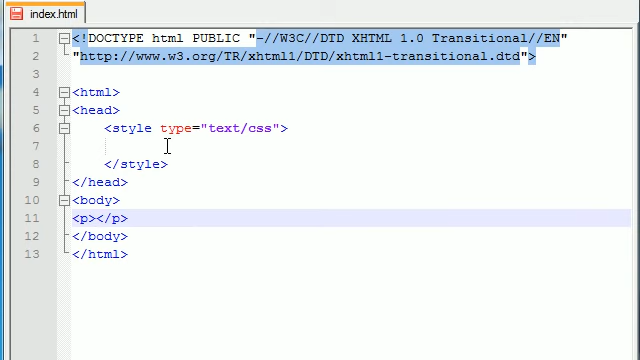 index.html
1 <!DOCTYPE html PUBLIC "-//W3C//DTD XHTML 1.0 Transitional//EN"
2 "http://www.w3.org/TR/xhtml1/DTD/xhtml1-transitional.dtd">
3
4 <html>
5 <head>
6 <style type="text/css">
7
8 </style>
9 </head>
10 <body>
11 <p></p>
12 </body>
13 </html>